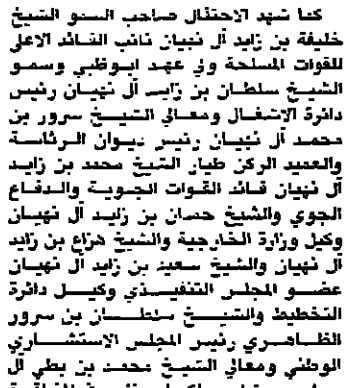 كما شهد الاحتفال صاحب السمو الشيخ
خليفة بن زايد آل نهيان نائب القائد الاعلى
للقوات المسلحة ولي عهد ابوظبي وسمو
الشيخ سلطان بن زايد آل نهيان رئيس
دائرة الاشغال ومعالي الشيخ سرور بن
محمد آل نهيان رئيس ديوان الرئاسة
والعميد الركن طيار الشيخ محمد بن زايد
آل نهيان قائد القوات الجوية والدفاع
الجوي والشيخ حمدان بن زايد آل نهيان
وكيل وزارة الخارجية والشيخ هزاع بن زايد
آل نهيان والشيخ سعيد بن زايد آل نهيان
عضو المجلس التنفيذي وكيل دائرة
التخطيط والشيخ سلطان بن سرور
الظاهري رئيس المجلس الاستشاري
الوطني ومعالي الشيخ محمد بن بطي آل